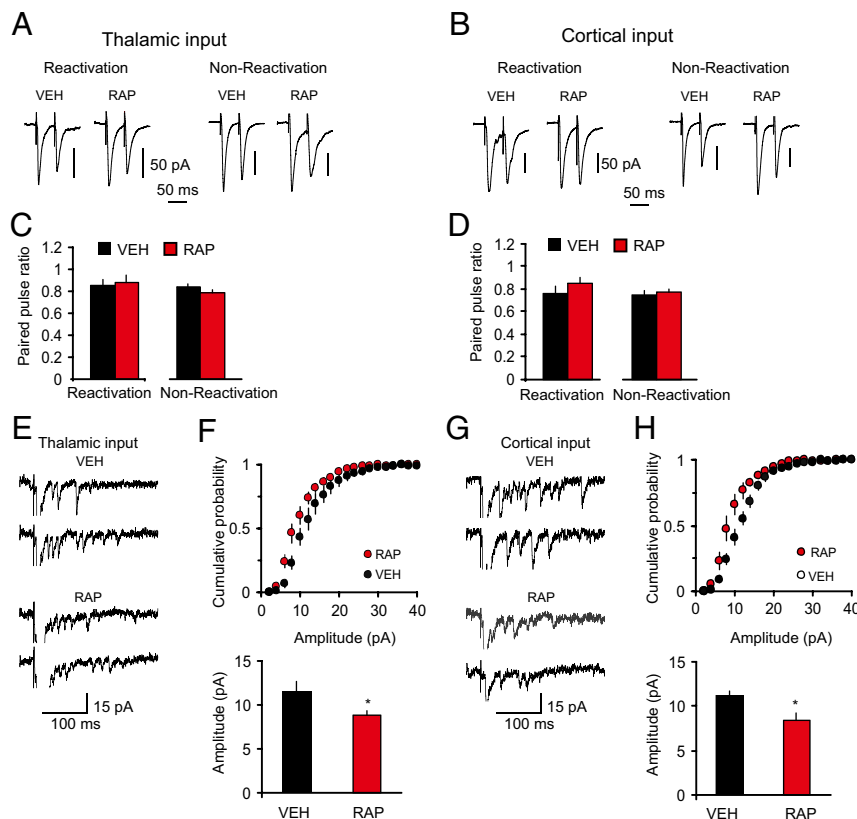 A
Thalamic input
Reactivation
Non-Reactivation
VEH
RAP
VEH
RAP
50 pA
50 ms
B
Cortical input
Reactivation
Non-Reactivation
VEH
RAP
VEH
RAP
50 pA
50 ms
C
VEH
RAP
Paired pulse ratio
1.2
1
0.8
0.6
0.4
0.2
0
Reactivation
Non-Reactivation
D
VEH
RAP
Paired pulse ratio
1.2
1
0.8
0.6
0.4
0.2
0
Reactivation
Non-Reactivation
E
Thalamic input
VEH
RAP
15 pA
100 ms
F
Cumulative probability
1
0.5
0
RAP
VEH
0
10
20
30
40
Amplitude (pA)
Amplitude (pA)
15
10
5
0
*
VEH
RAP
G
Cortical input
VEH
RAP
15 pA
100 ms
H
Cumulative probability
1
0.5
0
RAP
VEH
0
10
20
30
40
Amplitude (pA)
Amplitude (pA)
15
10
5
0
*
VEH
RAP